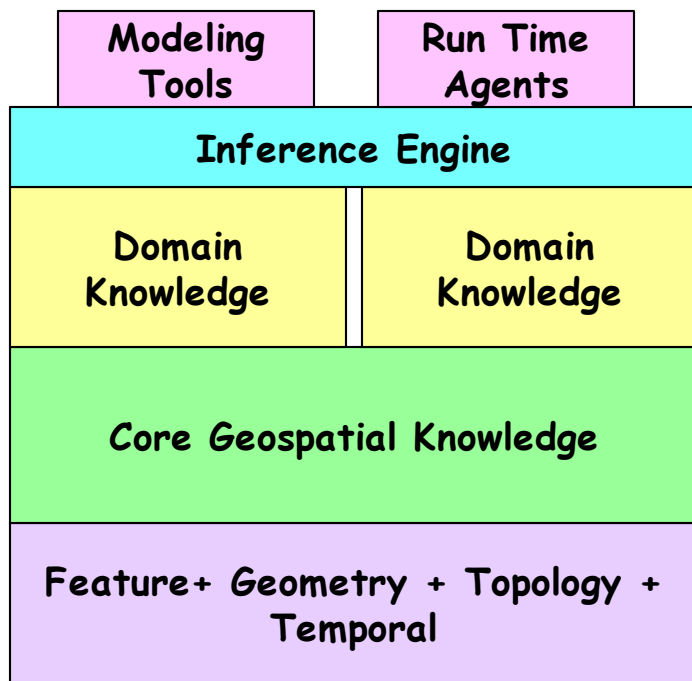 Modeling
Tools
Run Time
Agents
Inference Engine
Domain
Knowledge
Domain
Knowledge
Core Geospatial Knowledge
Feature+ Geometry + Topology +
Temporal